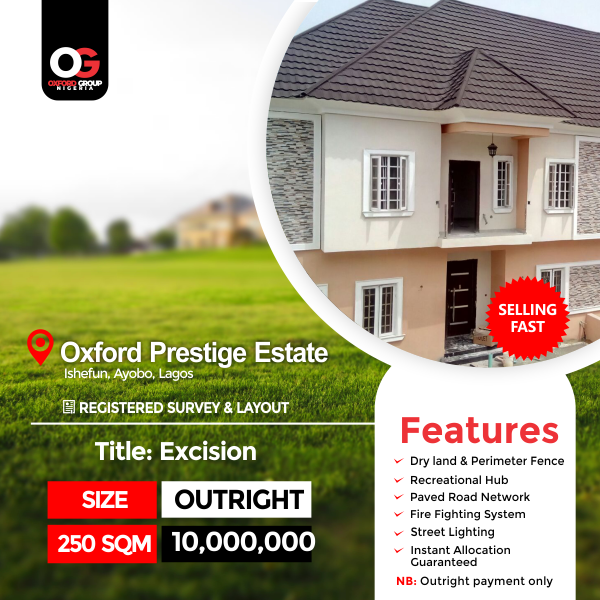 OG
OXFORD GROUP
NIGERIA
SELLING
FAST
Oxford Prestige Estate
Ishefun, Ayobo, Lagos
REGISTERED SURVEY & LAYOUT
Title: Excision
SIZE OUTRIGHT
250 SQM 10,000,000
Features
Dry land & Perimeter Fence
Recreational Hub
Paved Road Network
Fire Fighting System
Street Lighting
Instant Allocation
Guaranteed
NB: Outright payment only